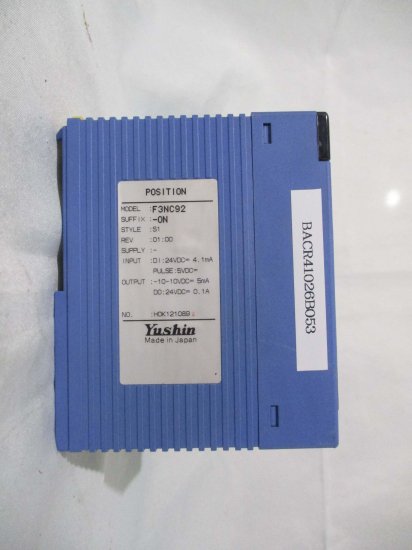 POSITION
MODEL :F3NC92
SUFFIX :-0N
STYLE :S1
REV :01:00
SUPPLY :-
INPUT :DI:24VDC= 4.1mA
PULSE:5VDC=
OUTPUT :-10-10VDC= 5mA
DO:24VDC= 0.1A
NO. :HOK121089
Yushin
Made in Japan
BACR41026B053